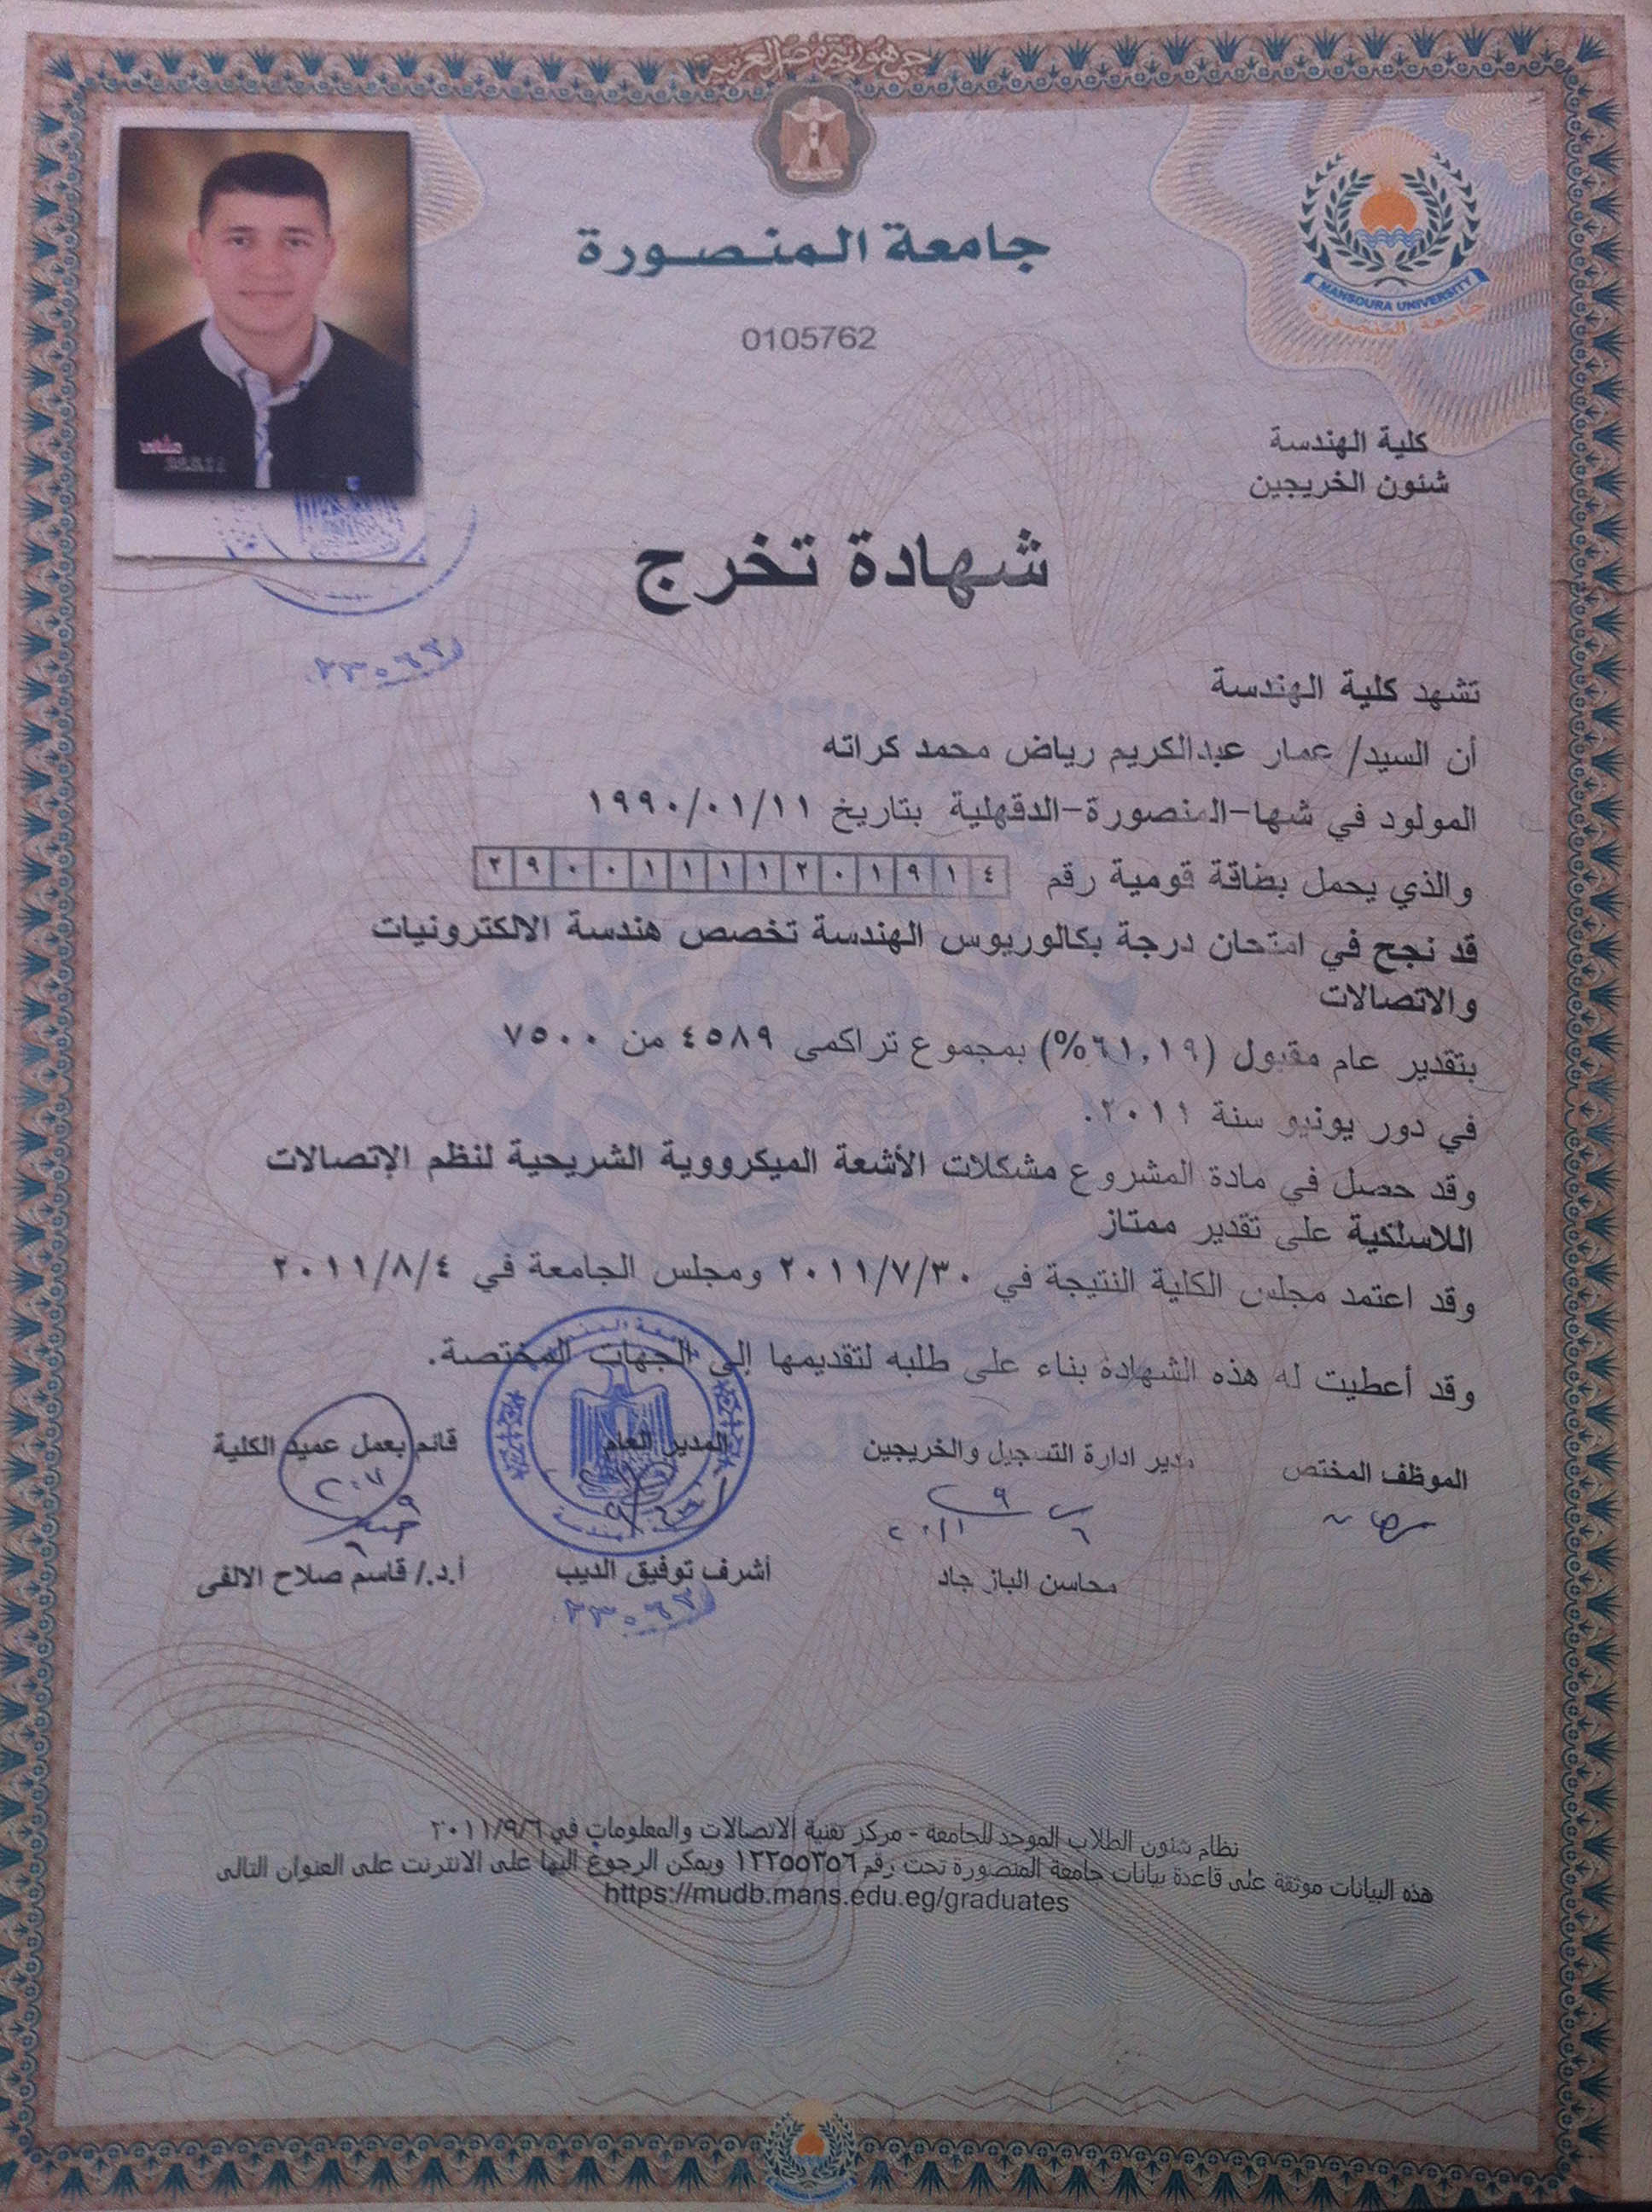 جمهورية مصر العربية
جامعة المنصورة
MANSOURA UNIVERSITY
جامعة المنصورة
0105762
كلية الهندسة
شئون الخريجين
شهادة تخرج
تشهد كلية الهندسة
أن السيد/ عمار عبدالكريم رياض محمد كراته
المولود في شها-المنصورة-الدقهلية بتاريخ ١٩٩٠/٠١/١١
والذي يحمل بطاقة قومية رقم ٢٩٠٠١١١١٢٠١٩١٤
قد نجح في امتحان درجة بكالوريوس الهندسة تخصص هندسة الالكترونيات
والاتصالات
بتقدير عام مقبول (٦١,١٩%) بمجموع تراكمى ٤٥٨٩ من ٧٥٠٠
في دور يونيو سنة ٢٠١١.
وقد حصل في مادة المشروع مشكلات الأشعة الميكرووية الشريحية لنظم الإتصالات
اللاسلكية على تقدير ممتاز
وقد اعتمد مجلس الكلية النتيجة في ٢٠١١/٧/٣٠ ومجلس الجامعة في ٢٠١١/٨/٤
وقد أعطيت له هذه الشهادة بناء على طلبه لتقديمها إلى الجهات المختصة.
الموظف المختص مدير ادارة التسجيل والخريجين المدير العام قائم بعمل عميد الكلية
محاسن الباز جاد أشرف توفيق الديب أ.د./ قاسم صلاح الالفى
نظام شئون الطلاب الموحد للجامعة - مركز تقنية الاتصالات والمعلومات في ٢٠١١/٩/٦
هذه البيانات موثقة على قاعدة بيانات جامعة المنصورة تحت رقم ١٢٢٥٥٣٥٦ ويمكن الرجوع اليها على الانترنت على العنوان التالى
https://mudb.mans.edu.eg/graduates
MANSOURA UNIVERSITY